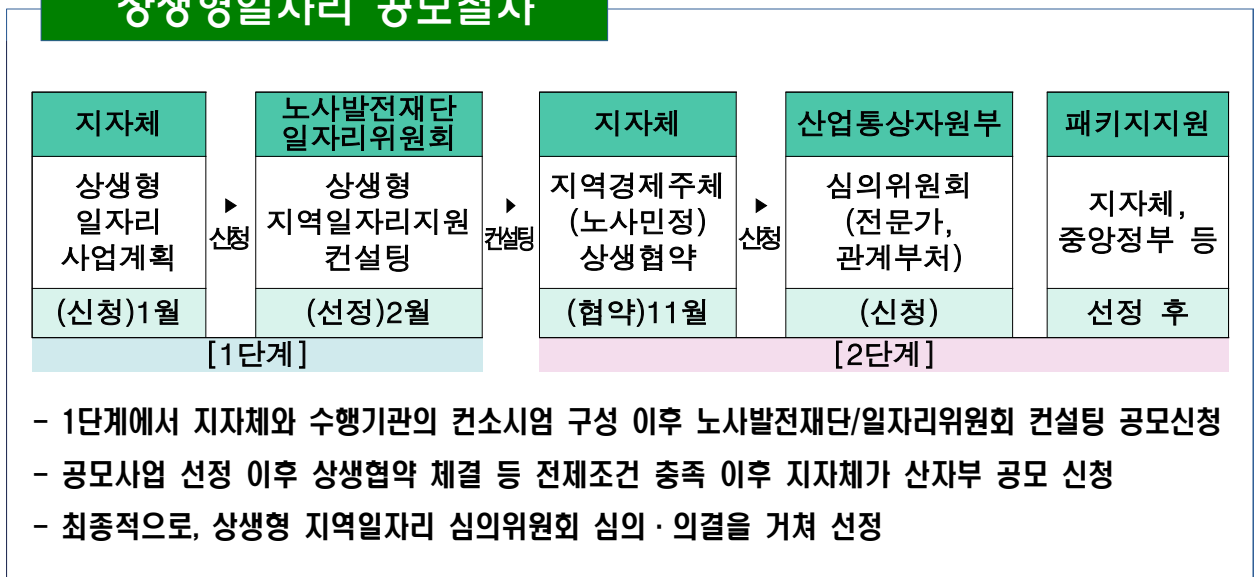 상생형일자리 공모절차
지자체
노사발전재단
일자리위원회
지자체
산업통상자원부
패키지지원
상생형
일자리
사업계획
▶
신청
상생형
지역일자리지원
컨설팅
▶
컨설팅
지역경제주체
(노사민정)
상생협약
▶
신청
심의위원회
(전문가,
관계부처)
지자체,
중앙정부 등
(신청)1월
(선정)2월
(협약)11월
(신청)
선정 후
[1단계]
[2단계]
- 1단계에서 지자체와 수행기관의 컨소시엄 구성 이후 노사발전재단/일자리위원회 컨설팅 공모신청
- 공모사업 선정 이후 상생협약 체결 등 전제조건 충족 이후 지자체가 산자부 공모 신청
- 최종적으로, 상생형 지역일자리 심의위원회 심의·의결을 거쳐 선정